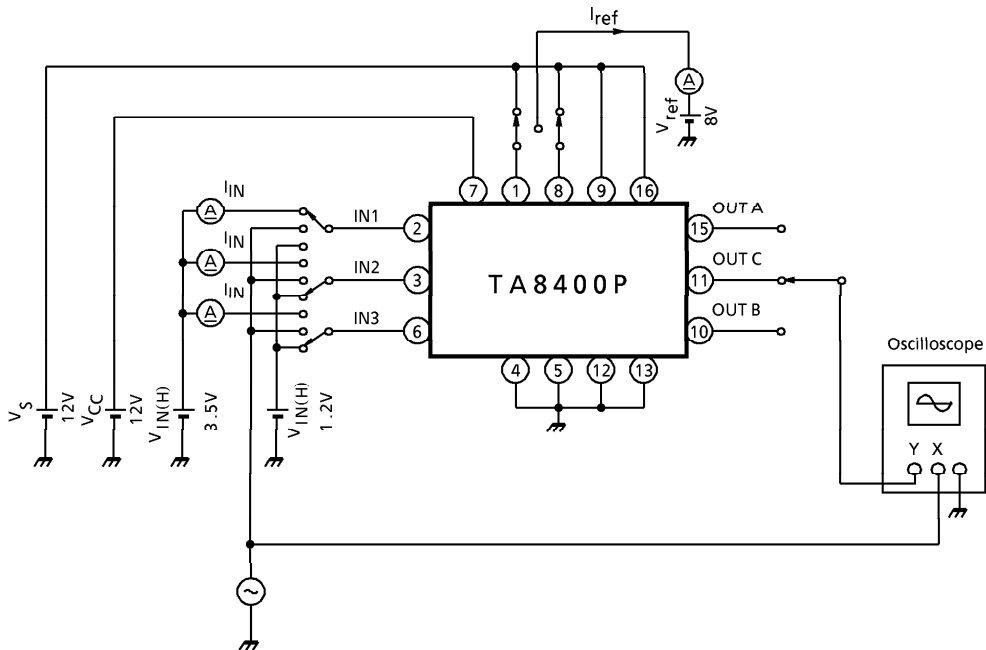 Iref
A
Vref
8V
7
1
8
9
16
IIN
A
IN1
2
IIN
A
IN2
3
IIN
A
IN3
6
TA8400P
15
OUT A
11
OUT C
10
OUT B
4
5
12
13
Oscilloscope
Y X
VS
12V
VCC
12V
VIN(H)
3.5V
VIN(H)
1.2V